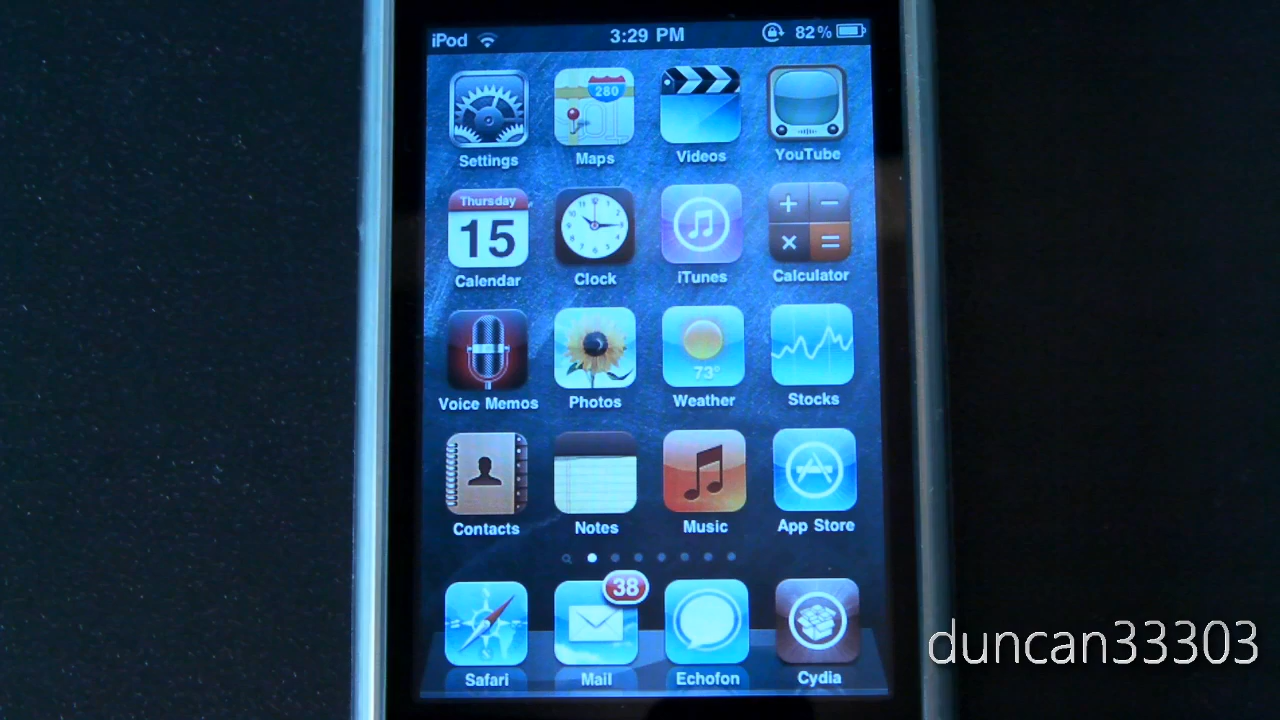 iPod 3:29 PM 82%
280
Settings Maps Videos YouTube
Thursday
15
Calendar Clock iTunes Calculator
73°
Voice Memos Photos Weather Stocks
Contacts Notes Music App Store
38
Safari Mail Echofon Cydia
duncan33303